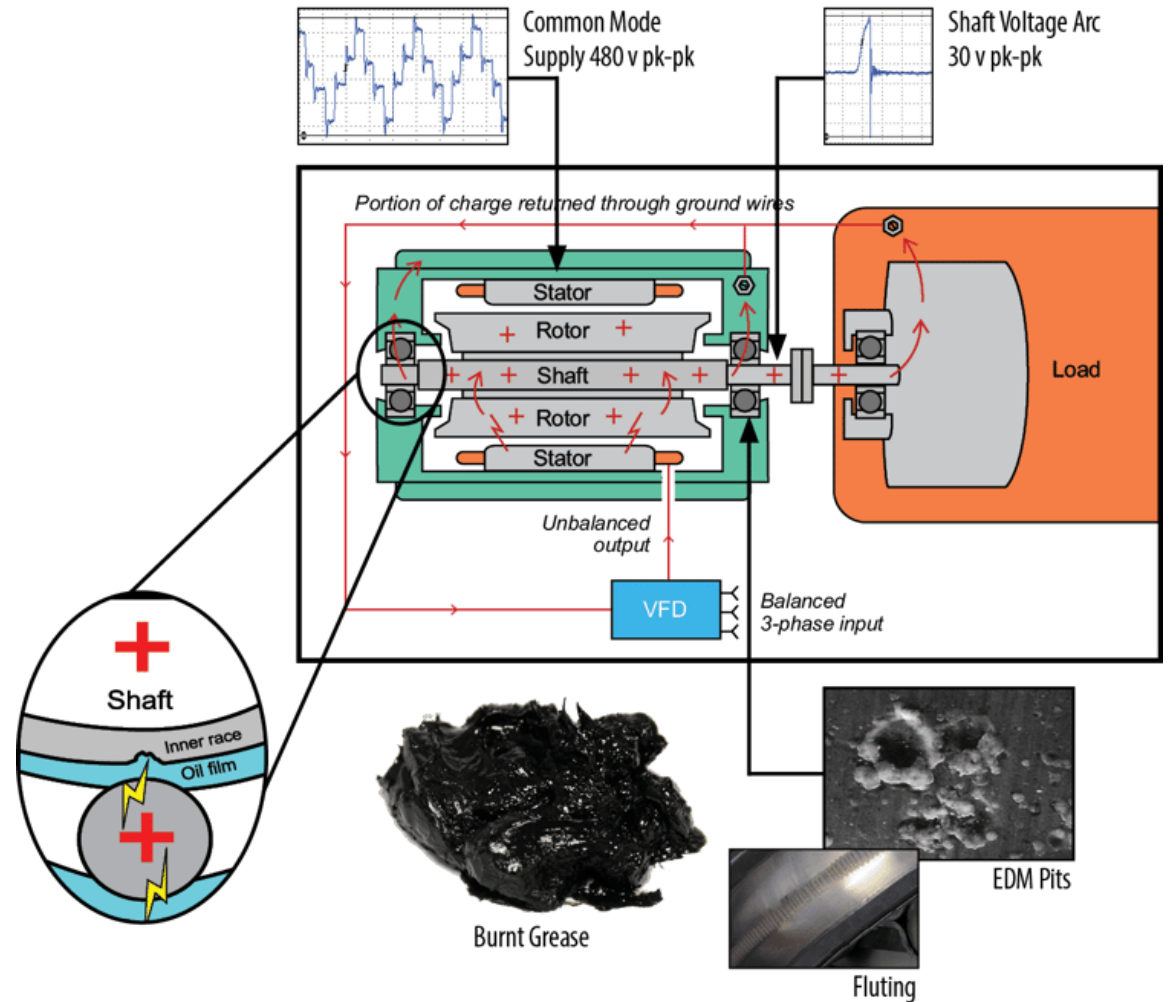 Common Mode
Supply 480 v pk-pk
Shaft Voltage Arc
30 v pk-pk
Portion of charge returned through ground wires
Stator
Rotor
Shaft
Rotor
Stator
Load
Unbalanced
output
VFD
Balanced
3-phase input
Shaft
Inner race
Oil film
Burnt Grease
EDM Pits
Fluting